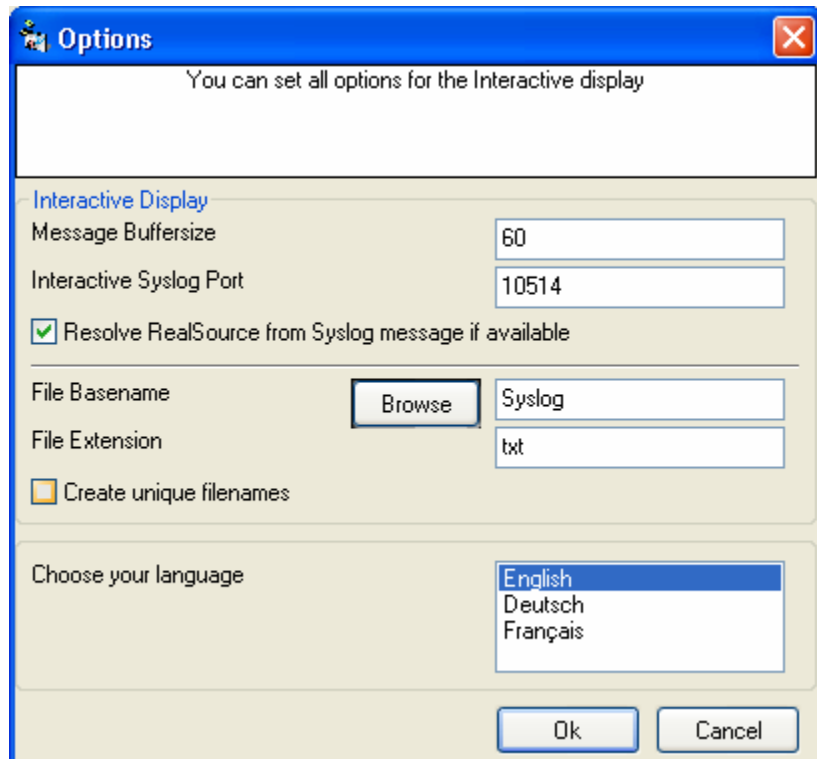 Options
You can set all options for the Interactive display
Interactive Display
Message Buffersize
60
Interactive Syslog Port
10514
Resolve RealSource from Syslog message if available
File Basename
Browse
Syslog
File Extension
txt
Create unique filenames
Choose your language
English
Deutsch
Français
Ok
Cancel